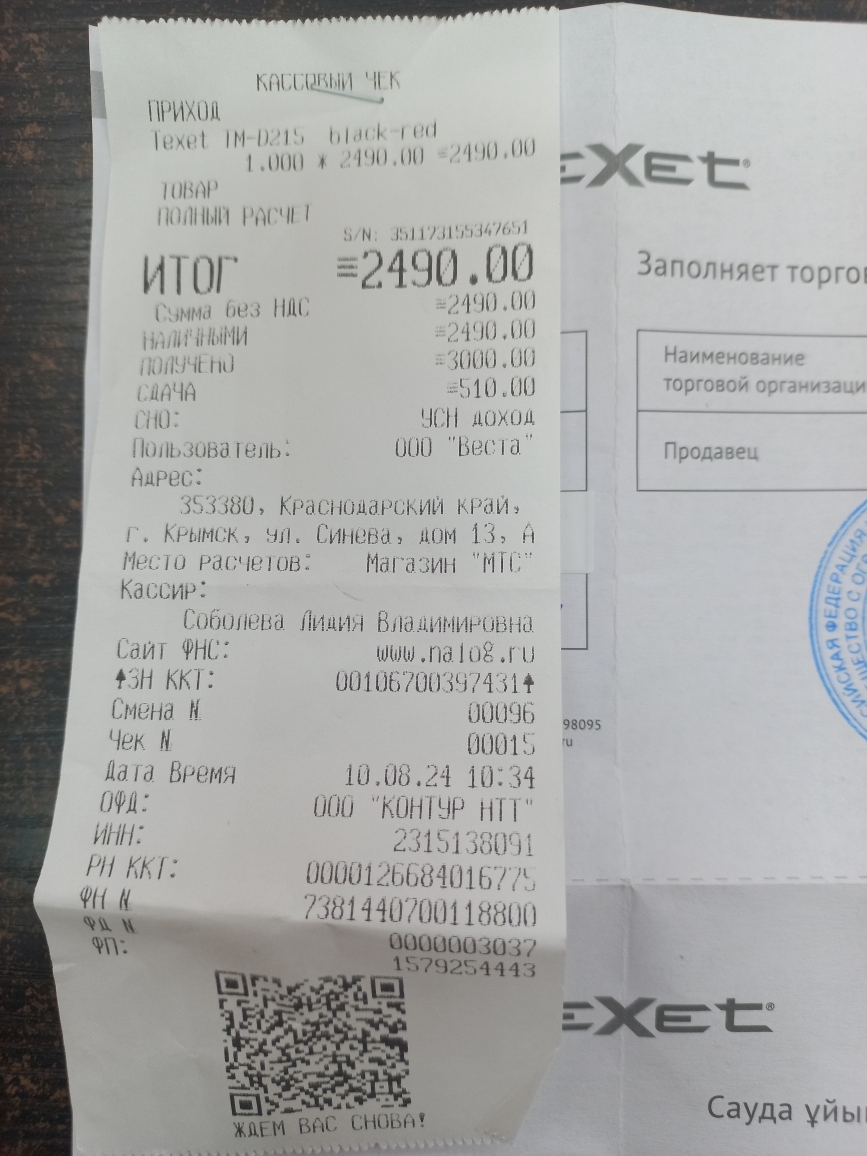 КАССОВЫЙ ЧЕК
ПРИХОД
Texet TM-D215 black-red
1.000 * 2490.00 =2490.00
ТОВАР
ПОЛНЫЙ РАСЧЕТ
S/N: 351173155347651
ИТОГ =2490.00
Сумма без НДС =2490.00
НАЛИЧНЫМИ =2490.00
ПОЛУЧЕНО =3000.00
СДАЧА =510.00
СНО: УСН доход
Пользователь: ООО "Веста"
Адрес:
353380, Краснодарский край,
г. Крымск, ул. Синева, дом 13, А
Место расчетов: Магазин "МТС"
Кассир:
Соболева Лидия Владимировна
Сайт ФНС: www.nalog.ru
ЗН ККТ: 00106700397431
Смена N 00096
Чек N 00015
Дата Время 10.08.24 10:34
ОФД: ООО "КОНТУР НТТ"
ИНН: 2315138091
РН ККТ: 0000126684016775
ФН N 7381440700118800
ФД N 0000003037
ФП: 1579254443
ЖДЕМ ВАС СНОВА!
eXet
Заполняет торго
Наименование
торговой организаци
Продавец
98095
ru
eXet
Сауда ұйы